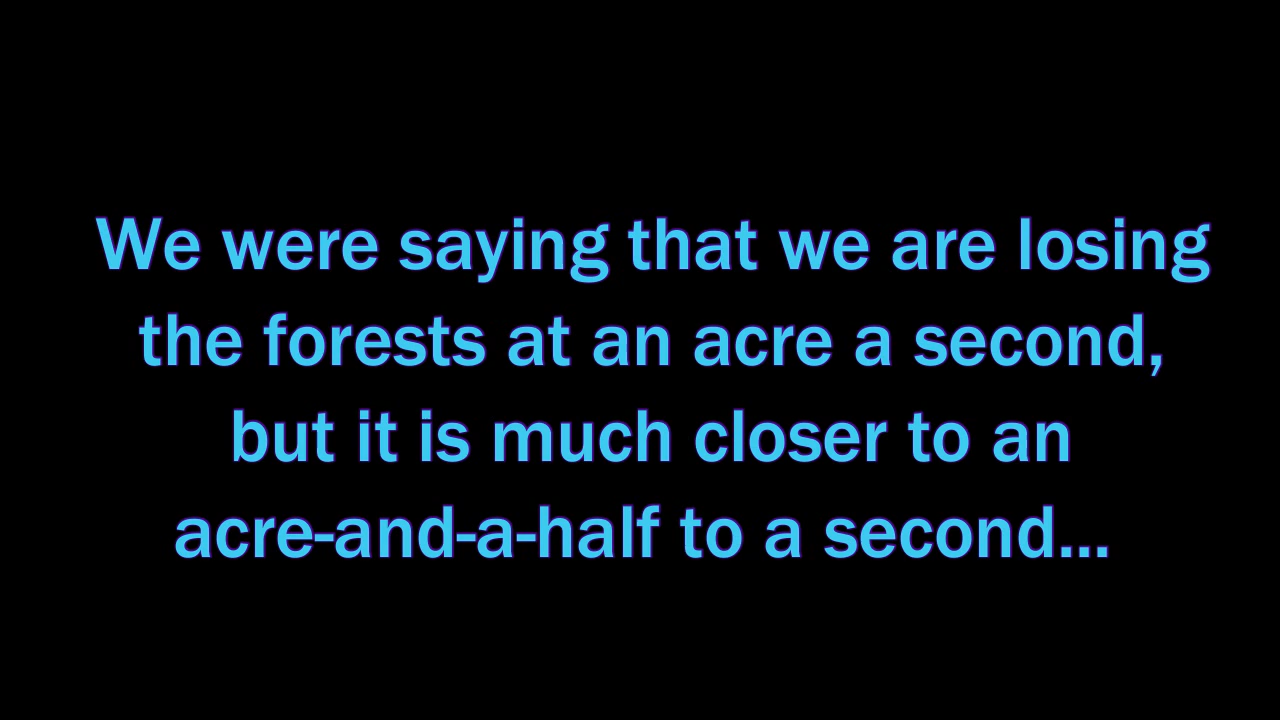 We were saying that we are losing
the forests at an acre a second,
but it is much closer to an
acre-and-a-half to a second...